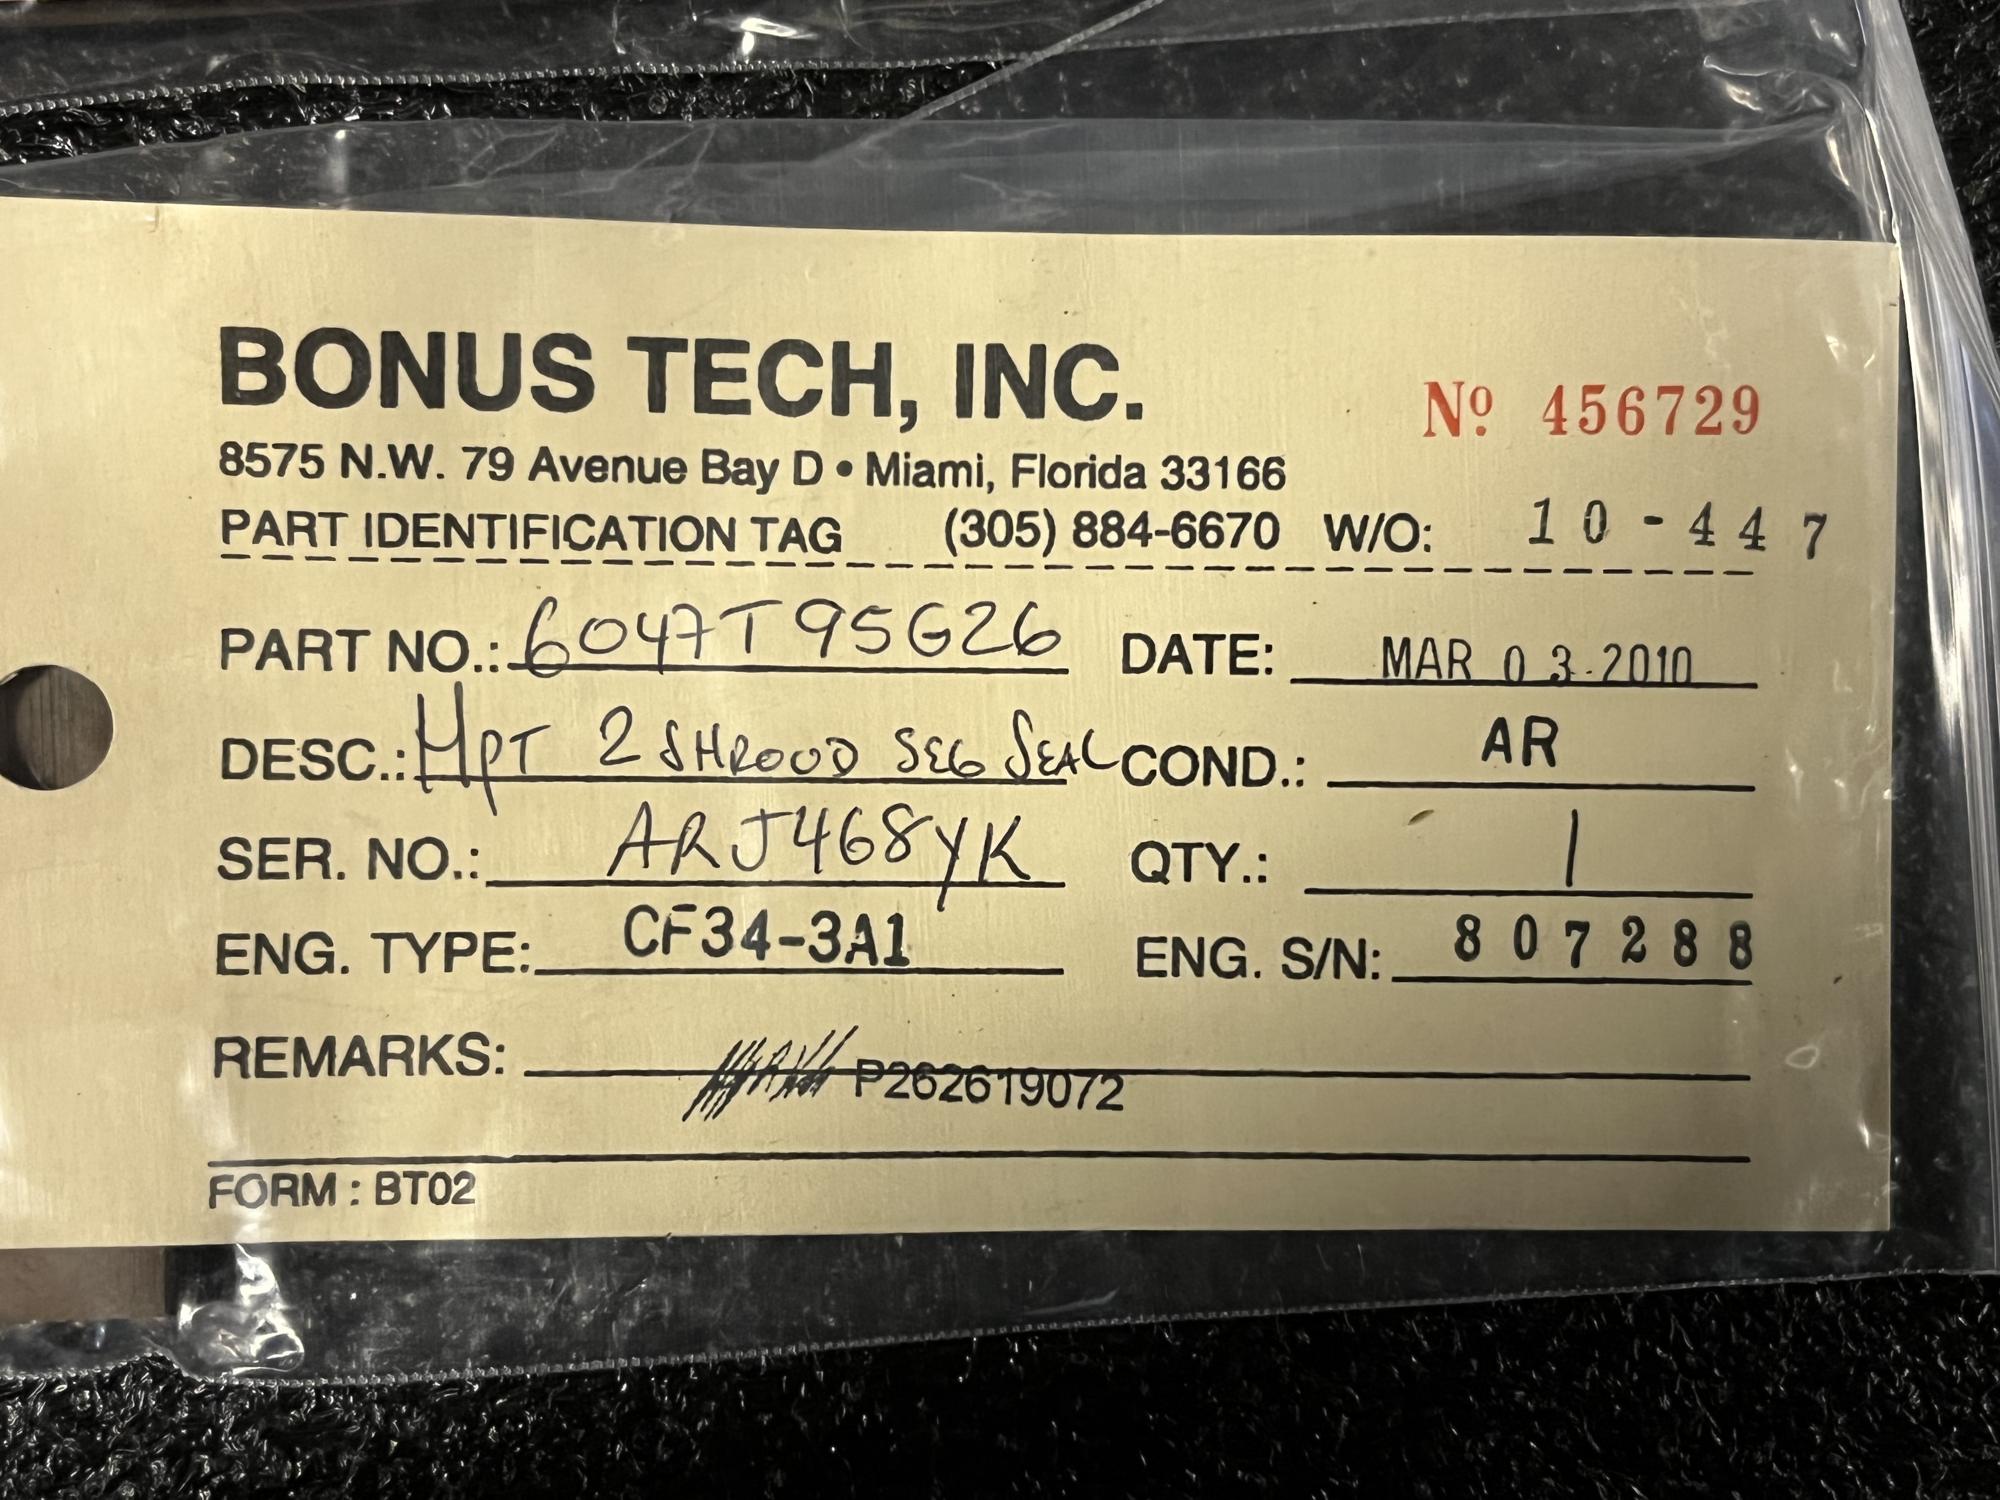 BONUS TECH, INC.
Nº 456729
8575 N.W. 79 Avenue Bay D • Miami, Florida 33166
PART IDENTIFICATION TAG (305) 884-6670 W/O: 10-447
PART NO.: 6047T95G26 DATE: MAR 03 2010
DESC.: HPT 2 SHROUD SEG SEAL COND.: AR
SER. NO.: ARJ468YK QTY.: 1
ENG. TYPE: CF34-3A1 ENG. S/N: 807288
REMARKS: P262619072
FORM : BT02